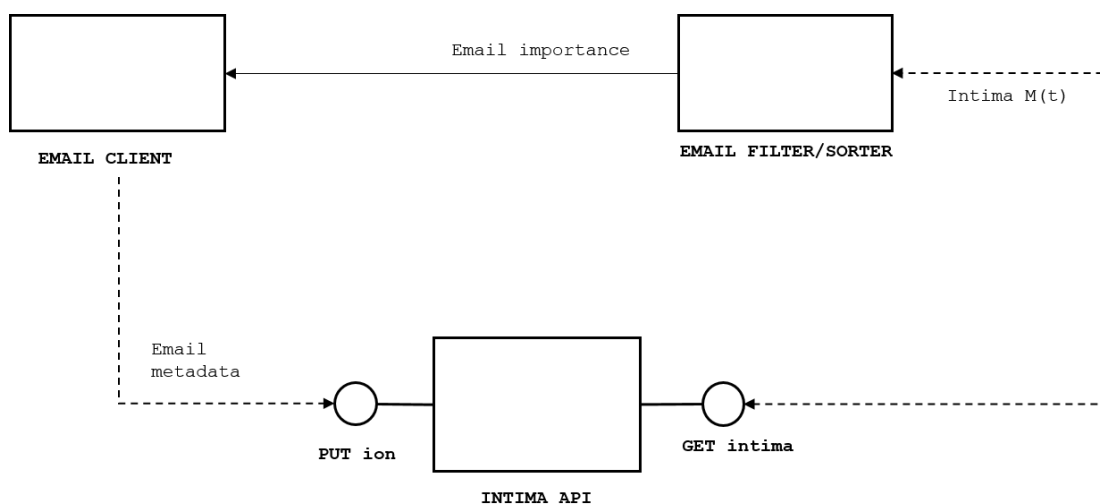 Email importance
Intima M(t)
EMAIL CLIENT
EMAIL FILTER/SORTER
Email
metadata
PUT ion
GET intima
INTIMA API